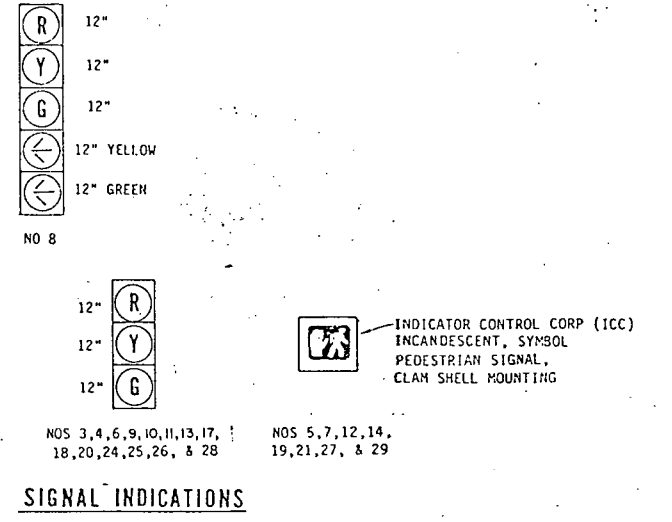 R 12"
Y 12"
G 12"
12" YELLOW
12" GREEN
NO 8
12" R
12" Y
12" G
NOS 3,4,6,9,10,11,13,17,
18,20,24,25,26, & 28
INDICATOR CONTROL CORP (ICC)
INCANDESCENT, SYMBOL
PEDESTRIAN SIGNAL,
CLAM SHELL MOUNTING
NOS 5,7,12,14,
19,21,27, & 29
SIGNAL INDICATIONS